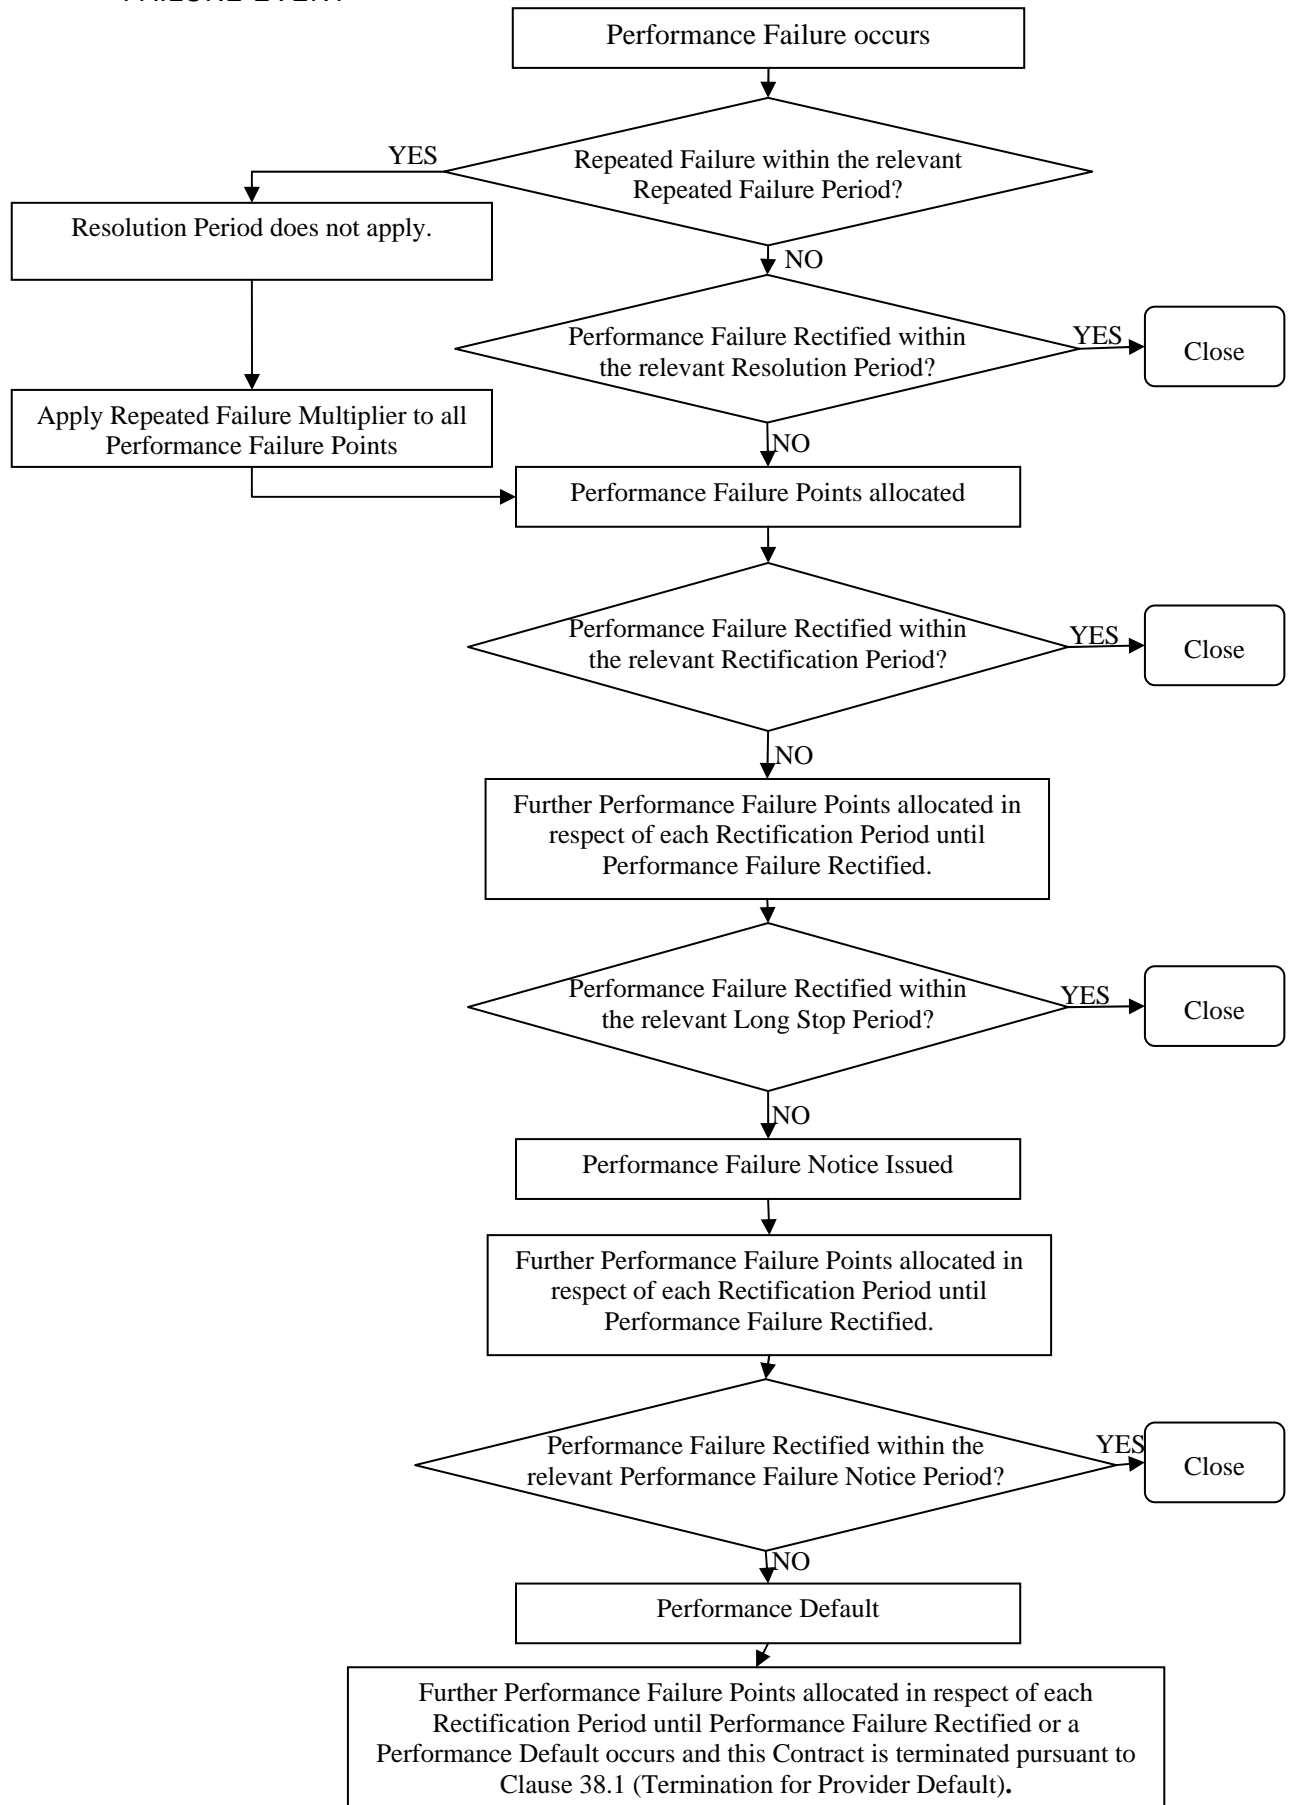 FAILURE EVENT
Performance Failure occurs
YES
Repeated Failure within the relevant
Repeated Failure Period?
Resolution Period does not apply.
NO
Performance Failure Rectified within
the relevant Resolution Period?
YES
Close
Apply Repeated Failure Multiplier to all
Performance Failure Points
NO
Performance Failure Points allocated
Performance Failure Rectified within
the relevant Rectification Period?
YES
Close
NO
Further Performance Failure Points allocated in
respect of each Rectification Period until
Performance Failure Rectified.
Performance Failure Rectified within
the relevant Long Stop Period?
YES
Close
NO
Performance Failure Notice Issued
Further Performance Failure Points allocated in
respect of each Rectification Period until
Performance Failure Rectified.
Performance Failure Rectified within the
relevant Performance Failure Notice Period?
YES
Close
NO
Performance Default
Further Performance Failure Points allocated in respect of each
Rectification Period until Performance Failure Rectified or a
Performance Default occurs and this Contract is terminated pursuant to
Clause 38.1 (Termination for Provider Default).